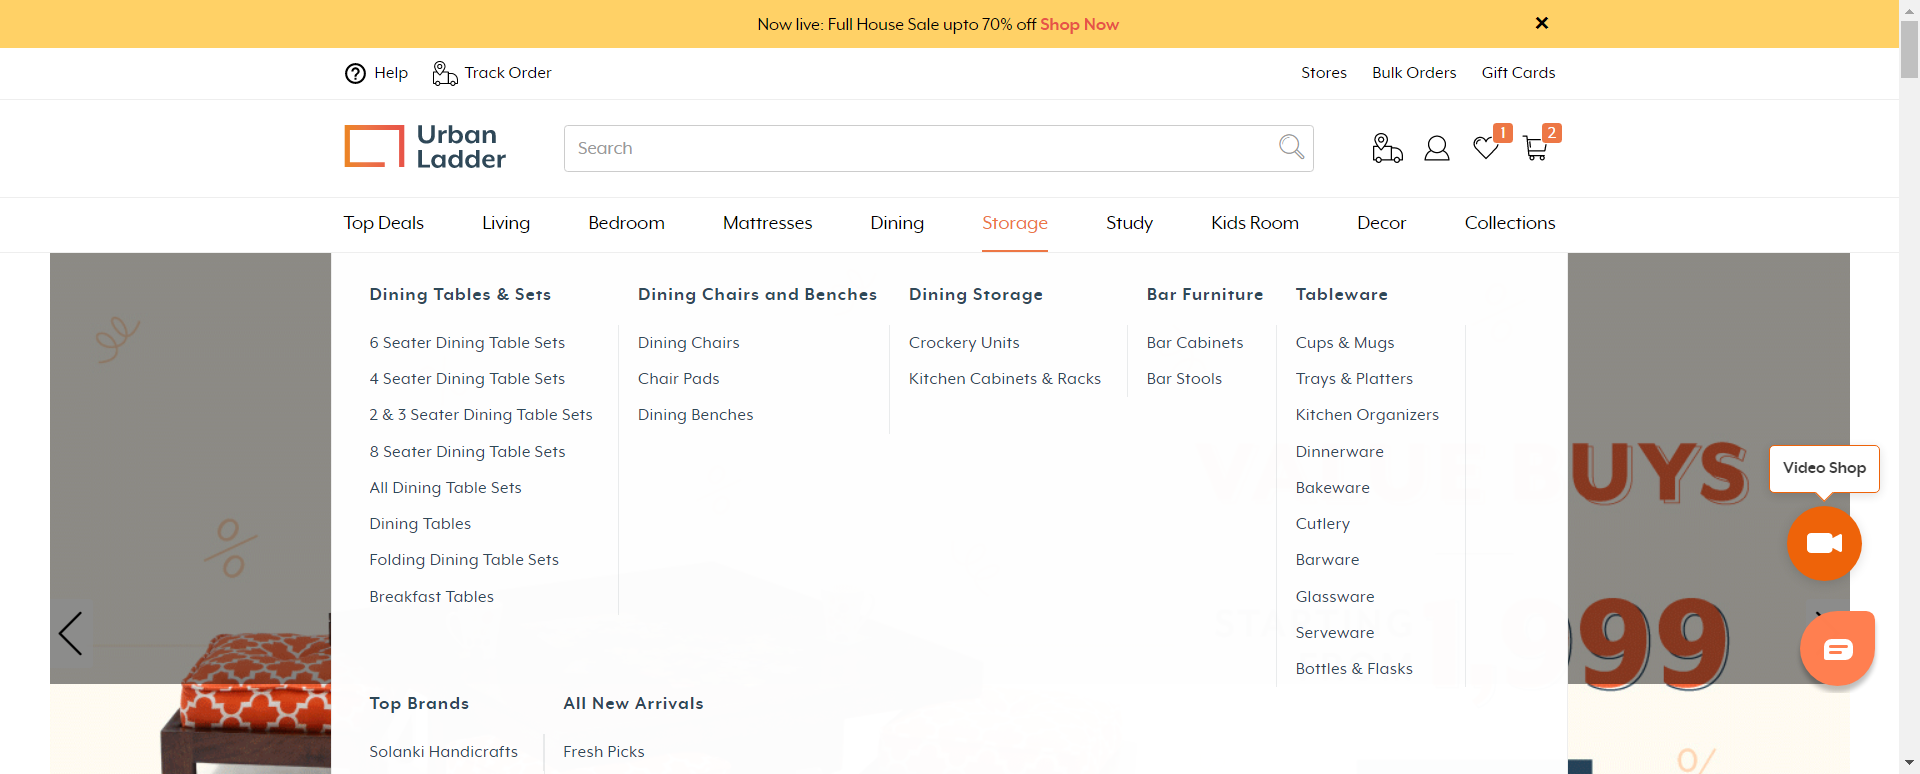 Now live: Full House Sale upto 70% off Shop Now
Help
Track Order
Stores
Bulk Orders
Gift Cards
Urban
Ladder
Search
1
2
Top Deals
Living
Bedroom
Mattresses
Dining
Storage
Study
Kids Room
Decor
Collections
Dining Tables & Sets
6 Seater Dining Table Sets
4 Seater Dining Table Sets
2 & 3 Seater Dining Table Sets
8 Seater Dining Table Sets
All Dining Table Sets
Dining Tables
Folding Dining Table Sets
Breakfast Tables
Dining Chairs and Benches
Dining Chairs
Chair Pads
Dining Benches
Dining Storage
Crockery Units
Kitchen Cabinets & Racks
Bar Furniture
Bar Cabinets
Bar Stools
Tableware
Cups & Mugs
Trays & Platters
Kitchen Organizers
Dinnerware
Bakeware
Cutlery
Barware
Glassware
Serveware
Bottles & Flasks
Top Brands
Solanki Handicrafts
All New Arrivals
Fresh Picks
BUYS
99
Video Shop